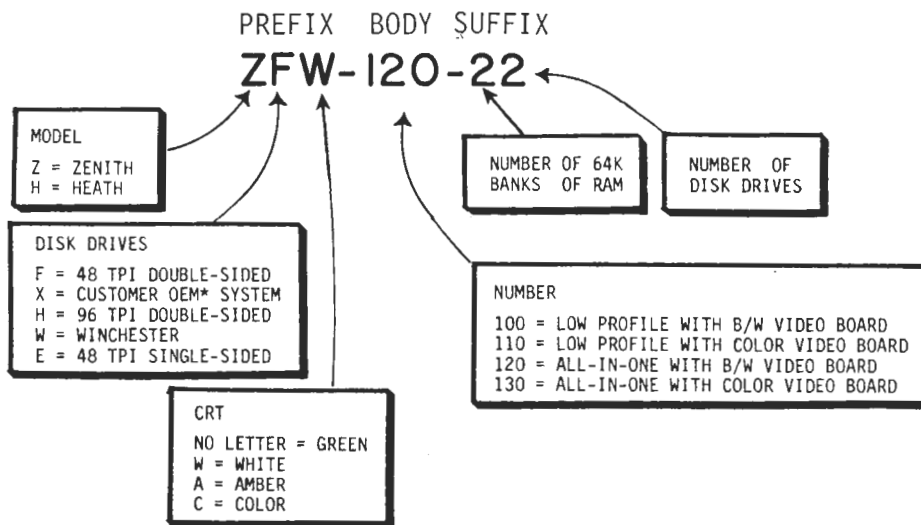 PREFIX BODY SUFFIX
ZFW-120-22
MODEL
Z = ZENITH
H = HEATH
NUMBER OF 64K
BANKS OF RAM
NUMBER OF
DISK DRIVES
DISK DRIVES
F = 48 TPI DOUBLE-SIDED
X = CUSTOMER OEM* SYSTEM
H = 96 TPI DOUBLE-SIDED
W = WINCHESTER
E = 48 TPI SINGLE-SIDED
NUMBER
100 = LOW PROFILE WITH B/W VIDEO BOARD
110 = LOW PROFILE WITH COLOR VIDEO BOARD
120 = ALL-IN-ONE WITH B/W VIDEO BOARD
130 = ALL-IN-ONE WITH COLOR VIDEO BOARD
CRT
NO LETTER = GREEN
W = WHITE
A = AMBER
C = COLOR